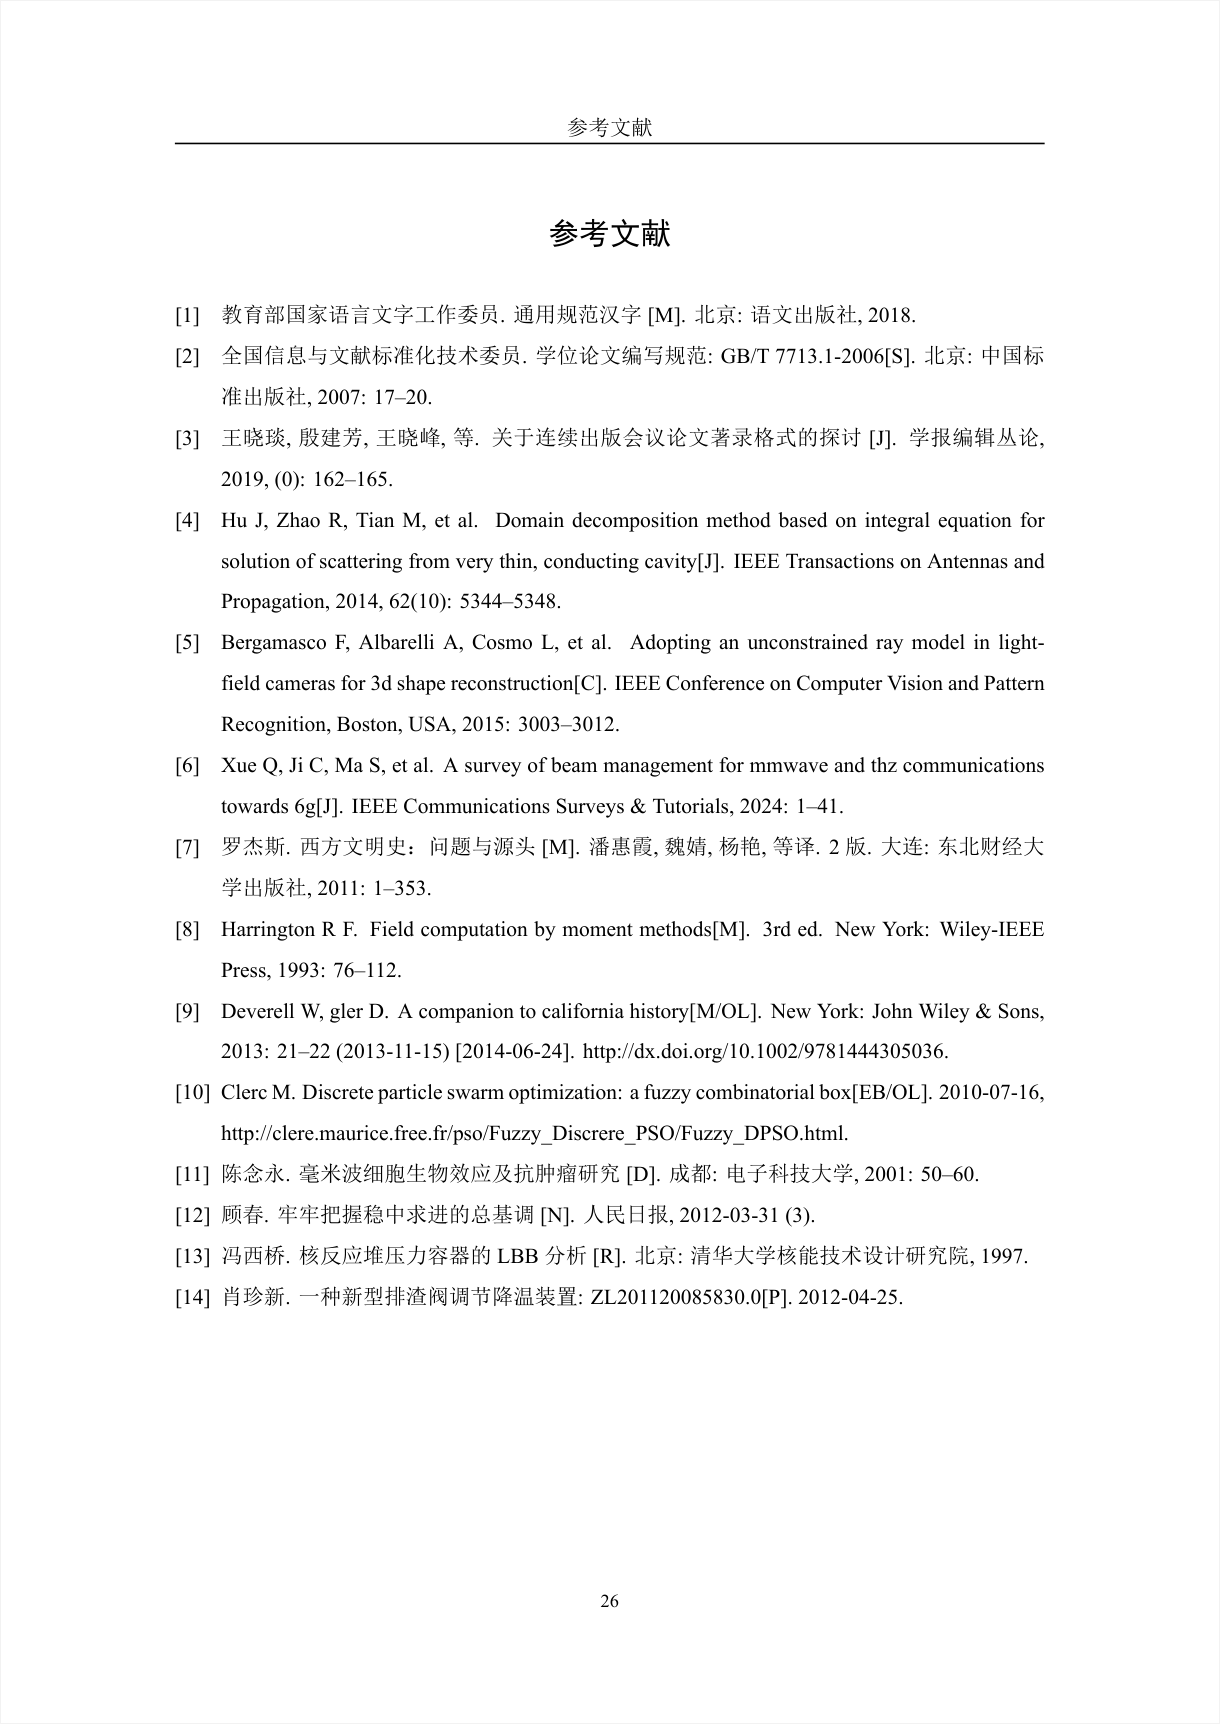 参考文献
参考文献
[1] 教育部国家语言文字工作委员. 通用规范汉字 [M]. 北京: 语文出版社, 2018.
[2] 全国信息与文献标准化技术委员. 学位论文编写规范: GB/T 7713.1-2006[S]. 北京: 中国标
准出版社, 2007: 17–20.
[3] 王晓琰, 殷建芳, 王晓峰, 等. 关于连续出版会议论文著录格式的探讨 [J]. 学报编辑丛论,
2019, (0): 162–165.
[4] Hu J, Zhao R, Tian M, et al. Domain decomposition method based on integral equation for
solution of scattering from very thin, conducting cavity[J]. IEEE Transactions on Antennas and
Propagation, 2014, 62(10): 5344–5348.
[5] Bergamasco F, Albarelli A, Cosmo L, et al. Adopting an unconstrained ray model in light-
field cameras for 3d shape reconstruction[C]. IEEE Conference on Computer Vision and Pattern
Recognition, Boston, USA, 2015: 3003–3012.
[6] Xue Q, Ji C, Ma S, et al. A survey of beam management for mmwave and thz communications
towards 6g[J]. IEEE Communications Surveys & Tutorials, 2024: 1–41.
[7] 罗杰斯. 西方文明史：问题与源头 [M]. 潘惠霞, 魏婧, 杨艳, 等译. 2 版. 大连: 东北财经大
学出版社, 2011: 1–353.
[8] Harrington R F. Field computation by moment methods[M]. 3rd ed. New York: Wiley-IEEE
Press, 1993: 76–112.
[9] Deverell W, gler D. A companion to california history[M/OL]. New York: John Wiley & Sons,
2013: 21–22 (2013-11-15) [2014-06-24]. http://dx.doi.org/10.1002/9781444305036.
[10] Clerc M. Discrete particle swarm optimization: a fuzzy combinatorial box[EB/OL]. 2010-07-16,
http://clere.maurice.free.fr/pso/Fuzzy_Discrere_PSO/Fuzzy_DPSO.html.
[11] 陈念永. 毫米波细胞生物效应及抗肿瘤研究 [D]. 成都: 电子科技大学, 2001: 50–60.
[12] 顾春. 牢牢把握稳中求进的总基调 [N]. 人民日报, 2012-03-31 (3).
[13] 冯西桥. 核反应堆压力容器的 LBB 分析 [R]. 北京: 清华大学核能技术设计研究院, 1997.
[14] 肖珍新. 一种新型排渣阀调节降温装置: ZL201120085830.0[P]. 2012-04-25.
26